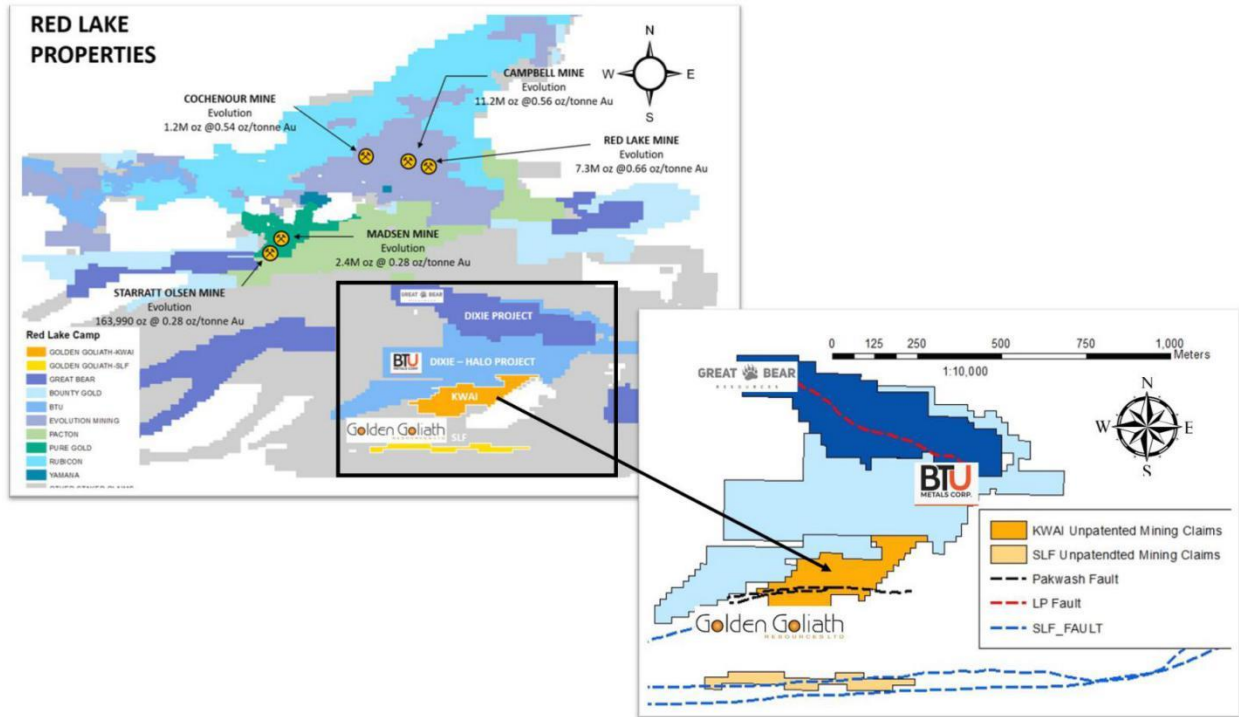 RED LAKE
PROPERTIES
N
W
E
S
CAMPBELL MINE
Evolution
11.2M oz @0.56 oz/tonne Au
COCHENOUR MINE
Evolution
1.2M oz @0.54 oz/tonne Au
RED LAKE MINE
Evolution
7.3M oz @0.66 oz/tonne Au
MADSEN MINE
Evolution
2.4M oz @ 0.28 oz/tonne Au
STARRATT OLSEN MINE
Evolution
163,990 oz @ 0.28 oz/tonne Au
GREAT BEAR
DIXIE PROJECT
BTU
METALS CORP.
DIXIE – HALO PROJECT
KWAI
Golden Goliath
SLF
Red Lake Camp
GOLDEN GOLIATH-KWAI
GOLDEN GOLIATH-SLF
GREAT BEAR
BOUNTY GOLD
BTU
EVOLUTION MINING
PACTON
PURE GOLD
RUBICON
YAMANA
0 125 250 500 750 1,000
Meters
1:10,000
GREAT BEAR
RESOURCES
N
W
E
S
BTU
METALS CORP.
KWAI Unpatented Mining Claims
SLF Unpatendted Mining Claims
Pakwash Fault
LP Fault
SLF_FAULT
Golden Goliath
RESOURCES LTD